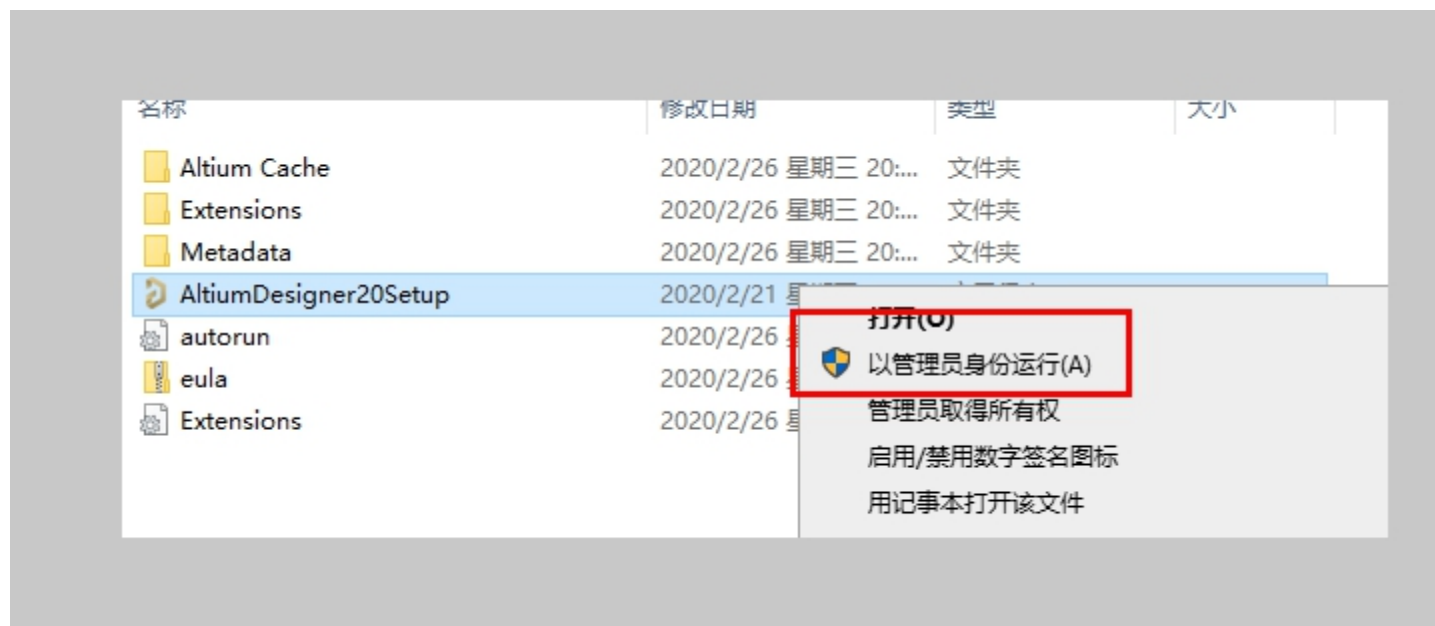 名称 修改日期 类型 大小
Altium Cache 2020/2/26 星期三 20:... 文件夹
Extensions 2020/2/26 星期三 20:... 文件夹
Metadata 2020/2/26 星期三 20:... 文件夹
AltiumDesigner20Setup 2020/2/21
autorun 2020/2/26
eula 2020/2/26
Extensions 2020/2/26
打开(O)
以管理员身份运行(A)
管理员取得所有权
启用/禁用数字签名图标
用记事本打开该文件